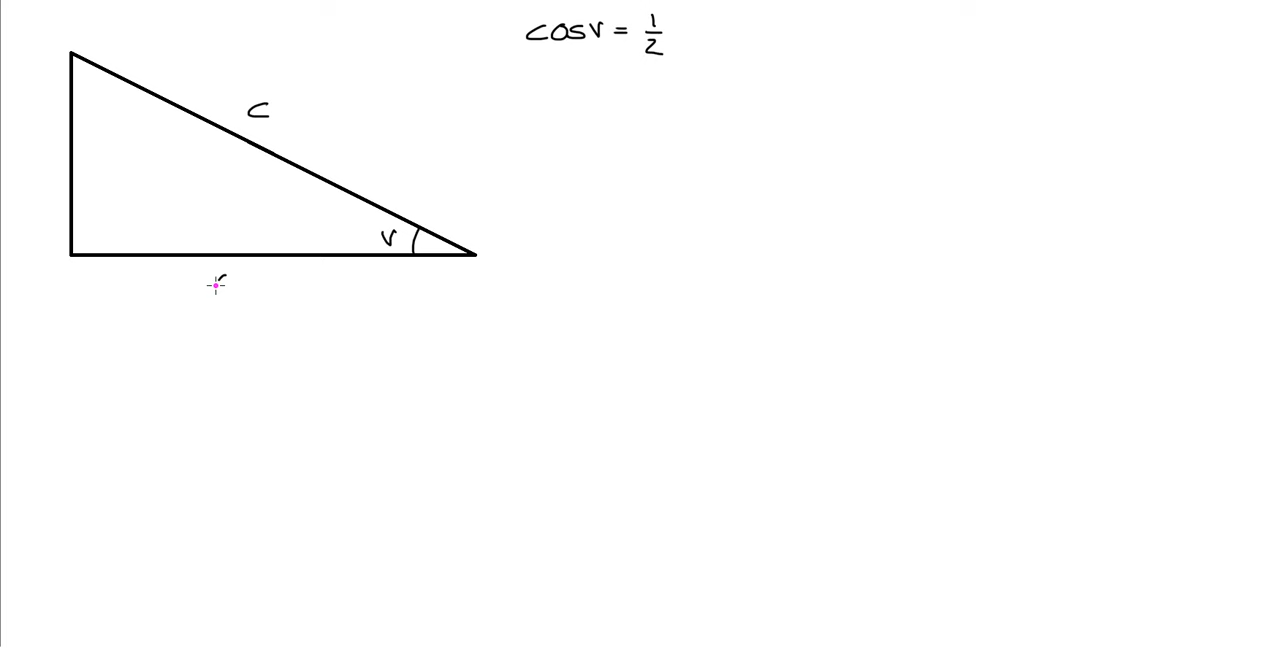 cos v = 1/2
c
v